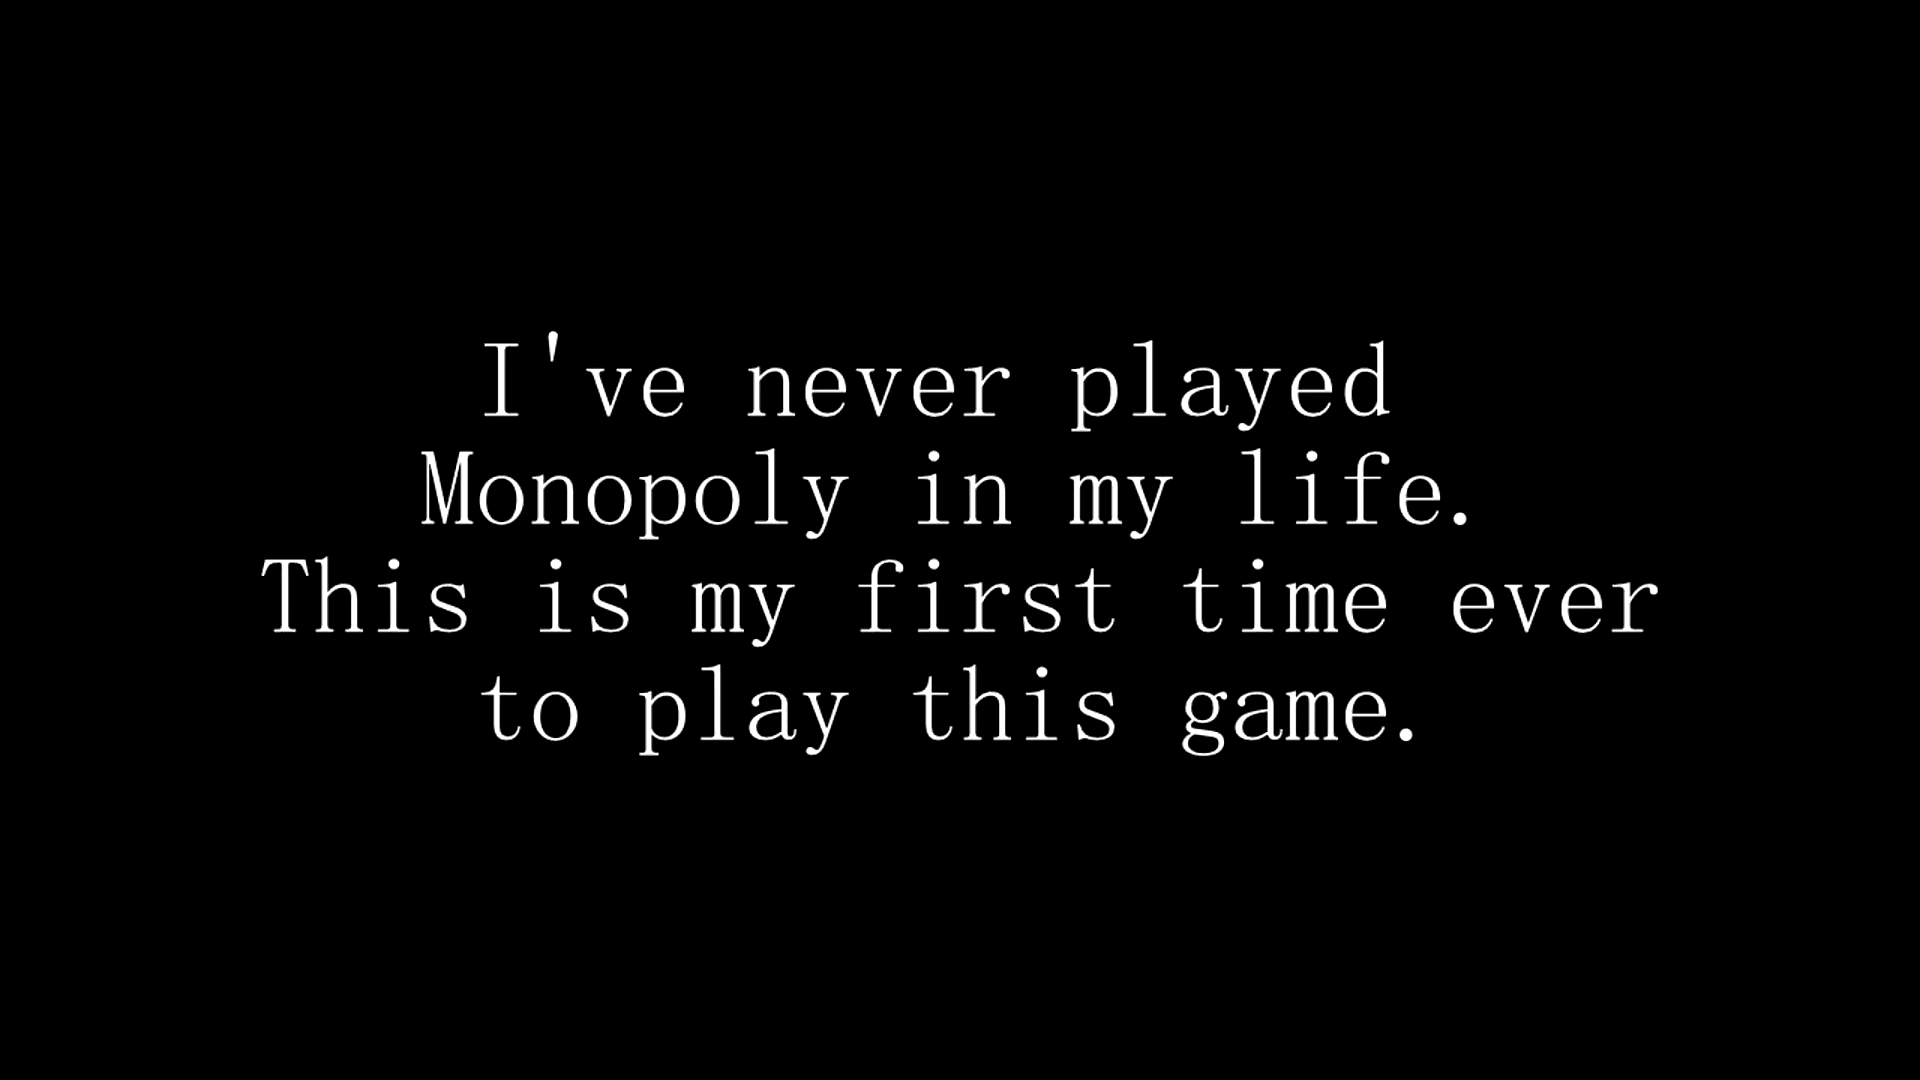 I've never played
Monopoly in my life.
This is my first time ever
to play this game.